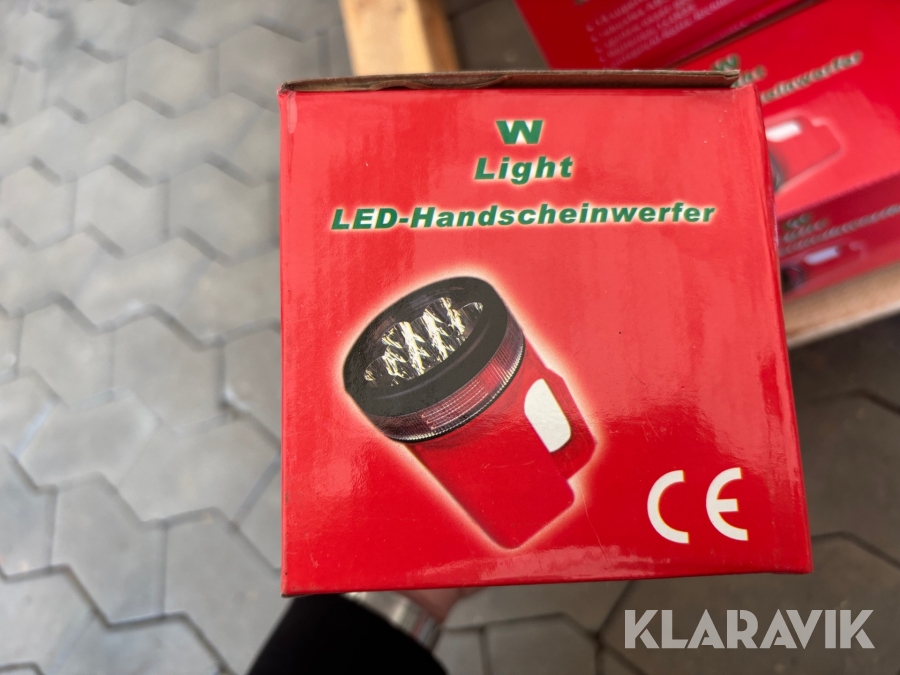 W
Light
LED-Handscheinwerfer
CE
KLARAVIK